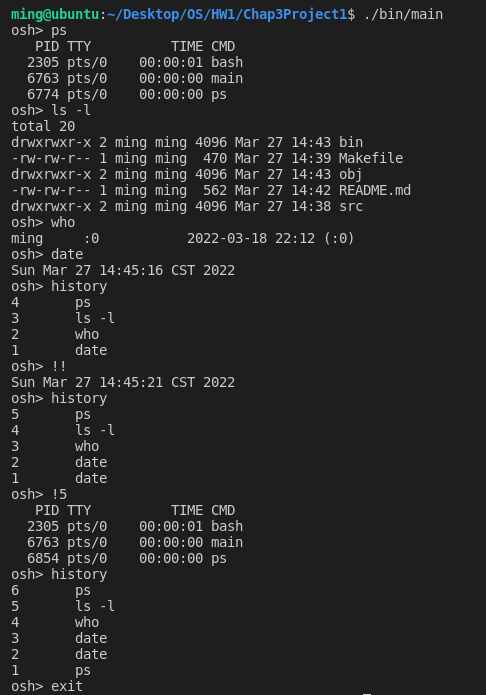 ming@ubuntu:~/Desktop/OS/HW1/Chap3Project1$ ./bin/main
osh> ps
   PID TTY          TIME CMD
  2305 pts/0    00:00:01 bash
  6763 pts/0    00:00:00 main
  6774 pts/0    00:00:00 ps
osh> ls -l
total 20
drwxrwxr-x 2 ming ming 4096 Mar 27 14:43 bin
-rw-rw-r-- 1 ming ming  470 Mar 27 14:39 Makefile
drwxrwxr-x 2 ming ming 4096 Mar 27 14:43 obj
-rw-rw-r-- 1 ming ming  562 Mar 27 14:42 README.md
drwxrwxr-x 2 ming ming 4096 Mar 27 14:38 src
osh> who
ming     :0           2022-03-18 22:12 (:0)
osh> date
Sun Mar 27 14:45:16 CST 2022
osh> history
4       ps
3       ls -l
2       who
1       date
osh> !!
Sun Mar 27 14:45:21 CST 2022
osh> history
5       ps
4       ls -l
3       who
2       date
1       date
osh> !5
   PID TTY          TIME CMD
  2305 pts/0    00:00:01 bash
  6763 pts/0    00:00:00 main
  6854 pts/0    00:00:00 ps
osh> history
6       ps
5       ls -l
4       who
3       date
2       date
1       ps
osh> exit